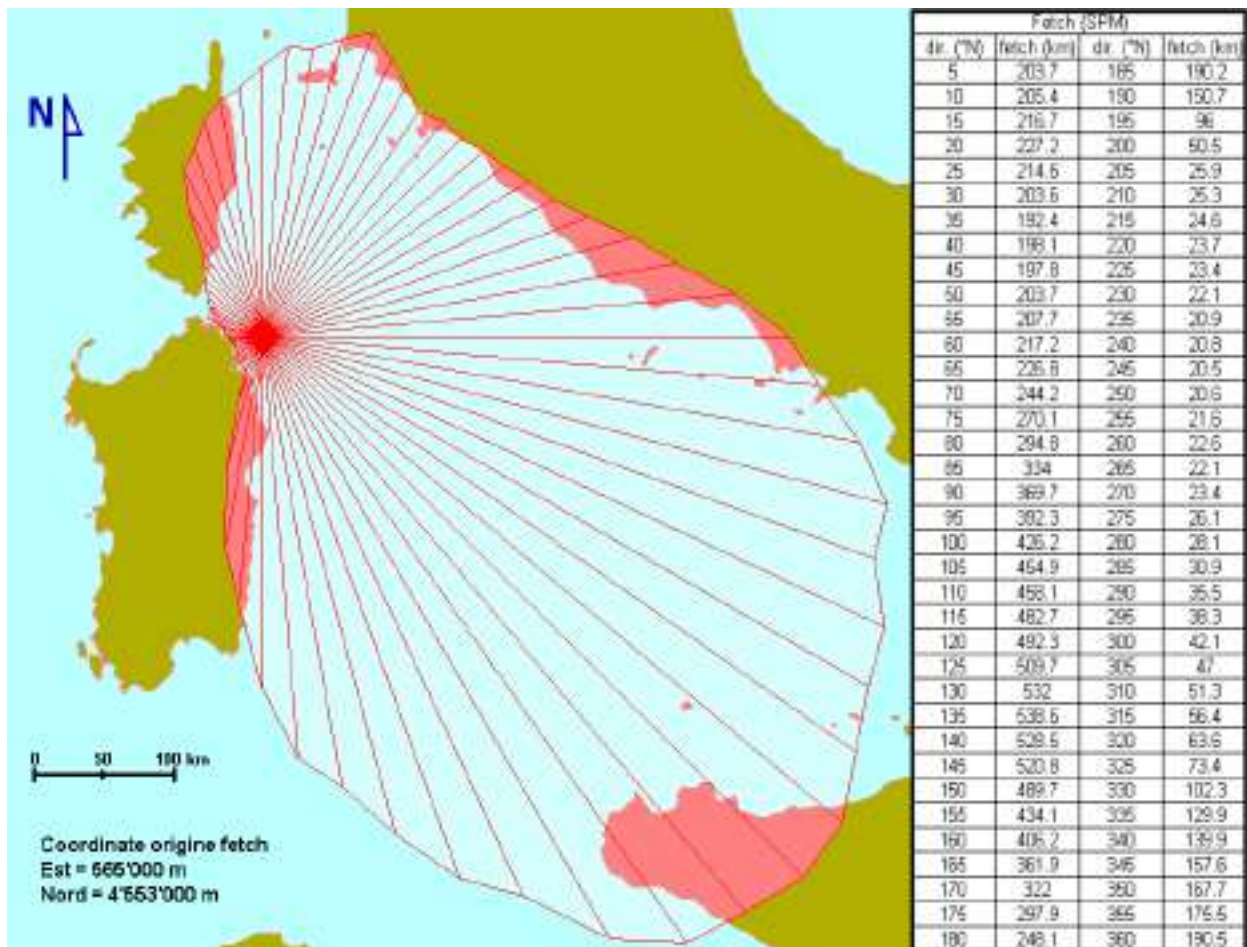 Fetch (SPM)
dir. (°N) fetch (km) dir. (°N) fetch (km)
5 203.7 185 190.2
10 205.4 190 150.7
15 216.7 195 96
20 227.2 200 50.5
25 214.6 205 25.9
30 203.6 210 25.3
35 192.4 215 24.6
40 198.1 220 23.7
45 197.8 225 23.4
50 203.7 230 22.1
55 207.7 235 20.9
60 217.2 240 20.8
65 226.8 245 20.5
70 244.2 250 20.6
75 270.1 255 21.6
80 294.8 260 22.6
85 334 265 22.1
90 369.7 270 23.4
95 392.3 275 26.1
100 426.2 280 28.1
105 454.9 285 30.9
110 458.1 290 35.5
115 482.7 295 38.3
120 492.3 300 42.1
125 509.7 305 47
130 532 310 51.3
135 538.6 315 56.4
140 528.5 320 63.6
145 520.8 325 73.4
150 489.7 330 102.3
155 434.1 335 129.9
160 406.2 340 139.9
165 361.9 345 157.6
170 322 350 167.7
175 297.9 355 175.5
180 248.1 360 190.5
N
0 50 100 km
Coordinate origine fetch
Est = 565'000 m
Nord = 4'553'000 m